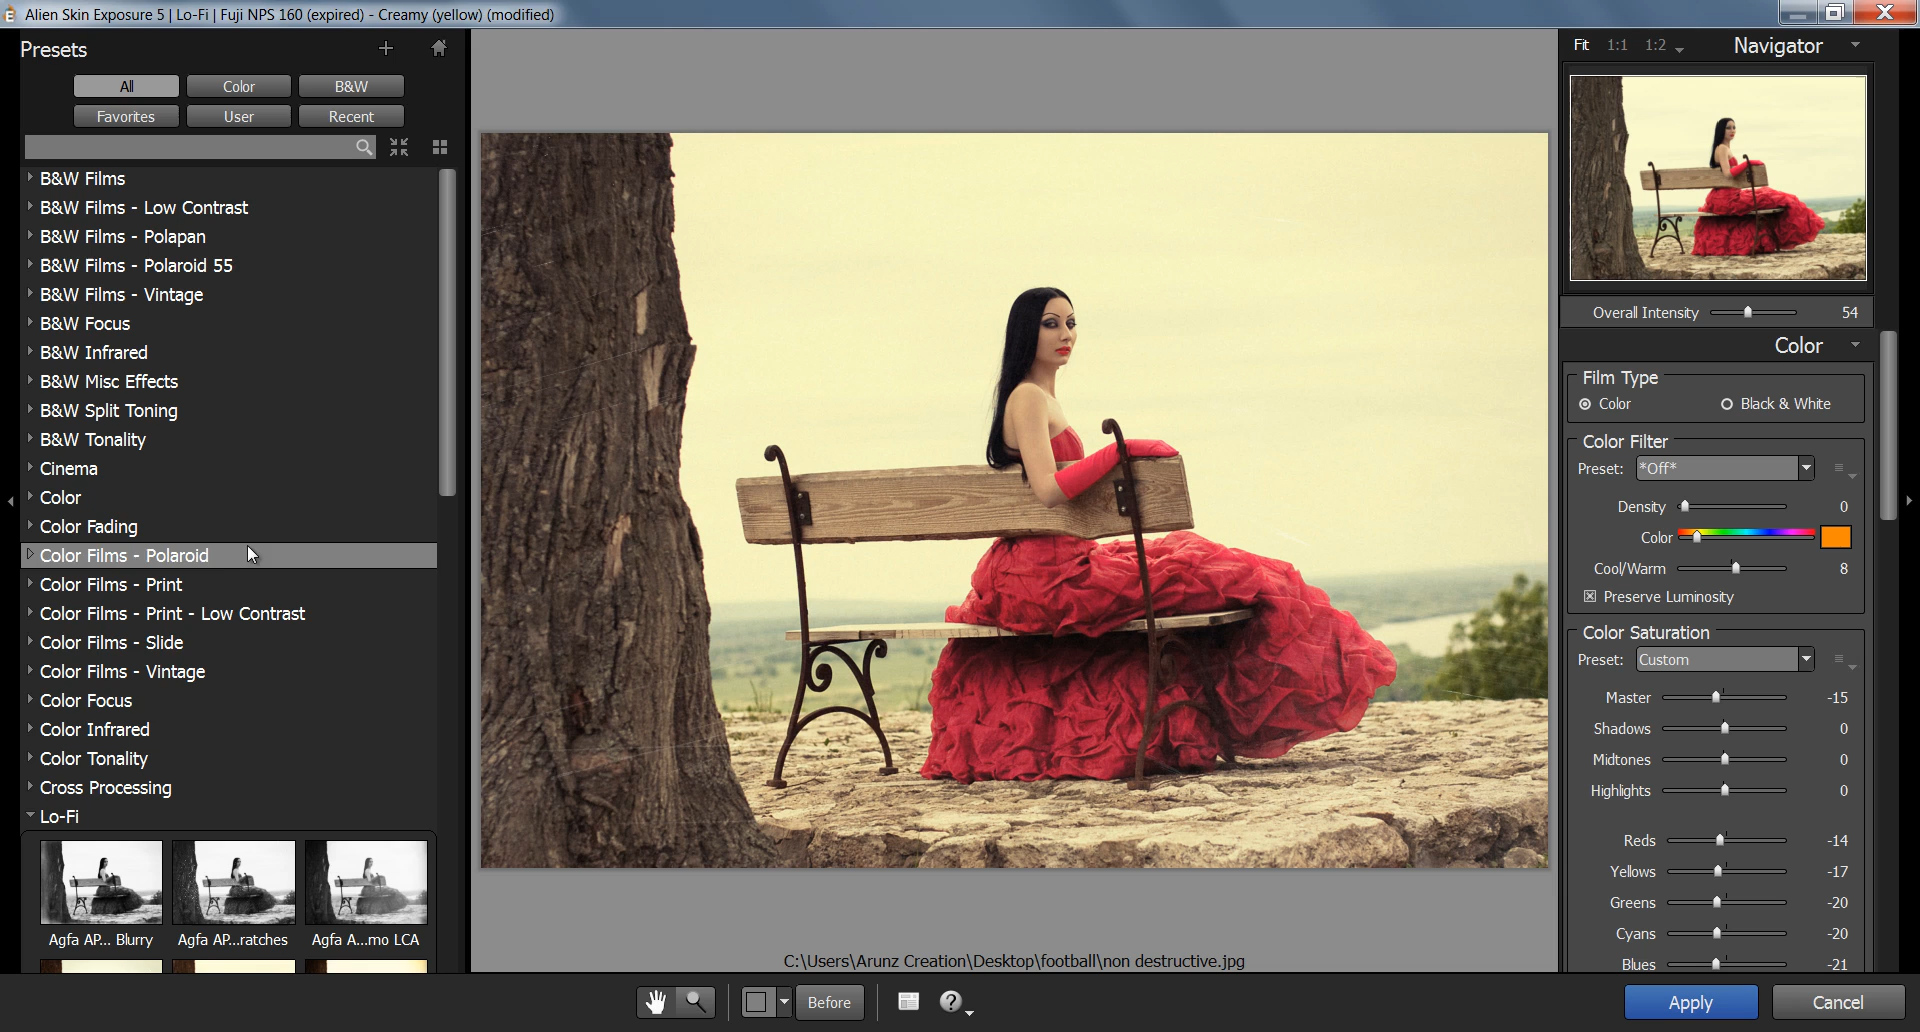 Alien Skin Exposure 5 | Lo-Fi | Fuji NPS 160 (expired) - Creamy (yellow) (modified)
Presets
All
Color
B&W
Favorites
User
Recent
B&W Films
B&W Films - Low Contrast
B&W Films - Polapan
B&W Films - Polaroid 55
B&W Films - Vintage
B&W Focus
B&W Infrared
B&W Misc Effects
B&W Split Toning
B&W Tonality
Cinema
Color
Color Fading
Color Films - Polaroid
Color Films - Print
Color Films - Print - Low Contrast
Color Films - Slide
Color Films - Vintage
Color Focus
Color Infrared
Color Tonality
Cross Processing
Lo-Fi
Agfa AP... Blurry
Agfa AP...ratches
Agfa A...mo LCA
C:\Users\Arunz Creation\Desktop\football\non destructive.jpg
Before
Fit 1:1 1:2
Navigator
Overall Intensity 54
Color
Film Type
Color
Black & White
Color Filter
Preset: *Off*
Density 0
Color
Cool/Warm 8
Preserve Luminosity
Color Saturation
Preset: Custom
Master -15
Shadows 0
Midtones 0
Highlights 0
Reds -14
Yellows -17
Greens -20
Cyans -20
Blues -21
Apply
Cancel